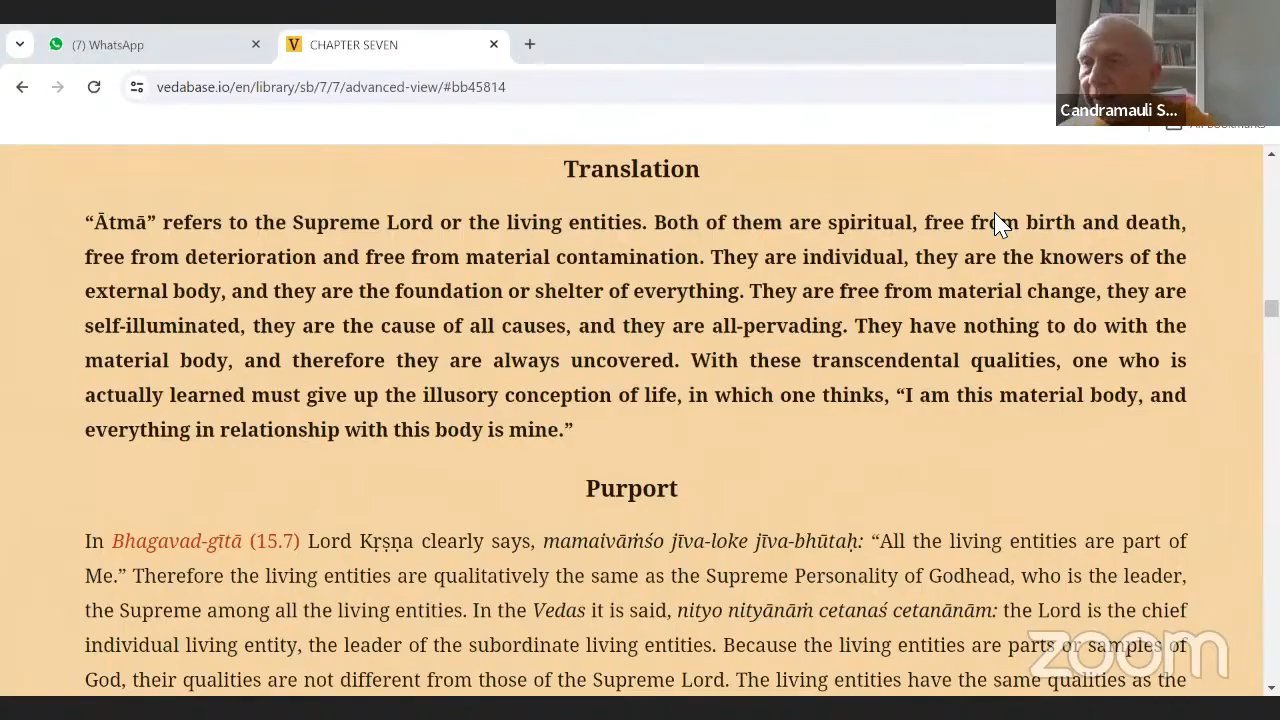 (7) WhatsApp
CHAPTER SEVEN
vedabase.io/en/library/sb/7/7/advanced-view/#bb45814
Candramauli S...
Translation
“Ātmā” refers to the Supreme Lord or the living entities. Both of them are spiritual, free from birth and death,
free from deterioration and free from material contamination. They are individual, they are the knowers of the
external body, and they are the foundation or shelter of everything. They are free from material change, they are
self-illuminated, they are the cause of all causes, and they are all-pervading. They have nothing to do with the
material body, and therefore they are always uncovered. With these transcendental qualities, one who is
actually learned must give up the illusory conception of life, in which one thinks, “I am this material body, and
everything in relationship with this body is mine.”
Purport
In Bhagavad-gītā (15.7) Lord Kṛṣṇa clearly says, mamaivāṁśo jīva-loke jīva-bhūtaḥ: “All the living entities are part of
Me.” Therefore the living entities are qualitatively the same as the Supreme Personality of Godhead, who is the leader,
the Supreme among all the living entities. In the Vedas it is said, nityo nityānāṁ cetanaś cetanānām: the Lord is the chief
individual living entity, the leader of the subordinate living entities. Because the living entities are parts or samples of
God, their qualities are not different from those of the Supreme Lord. The living entities have the same qualities as the
zoom